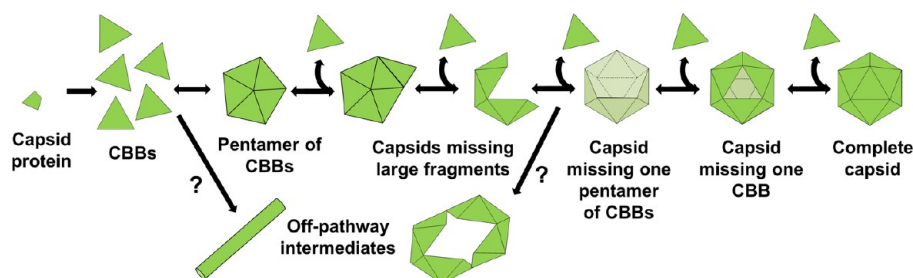 Capsid
protein
CBBs
Pentamer of
CBBs
Capsids missing
large fragments
Capsid
missing one
pentamer
of CBBs
Capsid
missing one
CBB
Complete
capsid
?
?
Off-pathway
intermediates